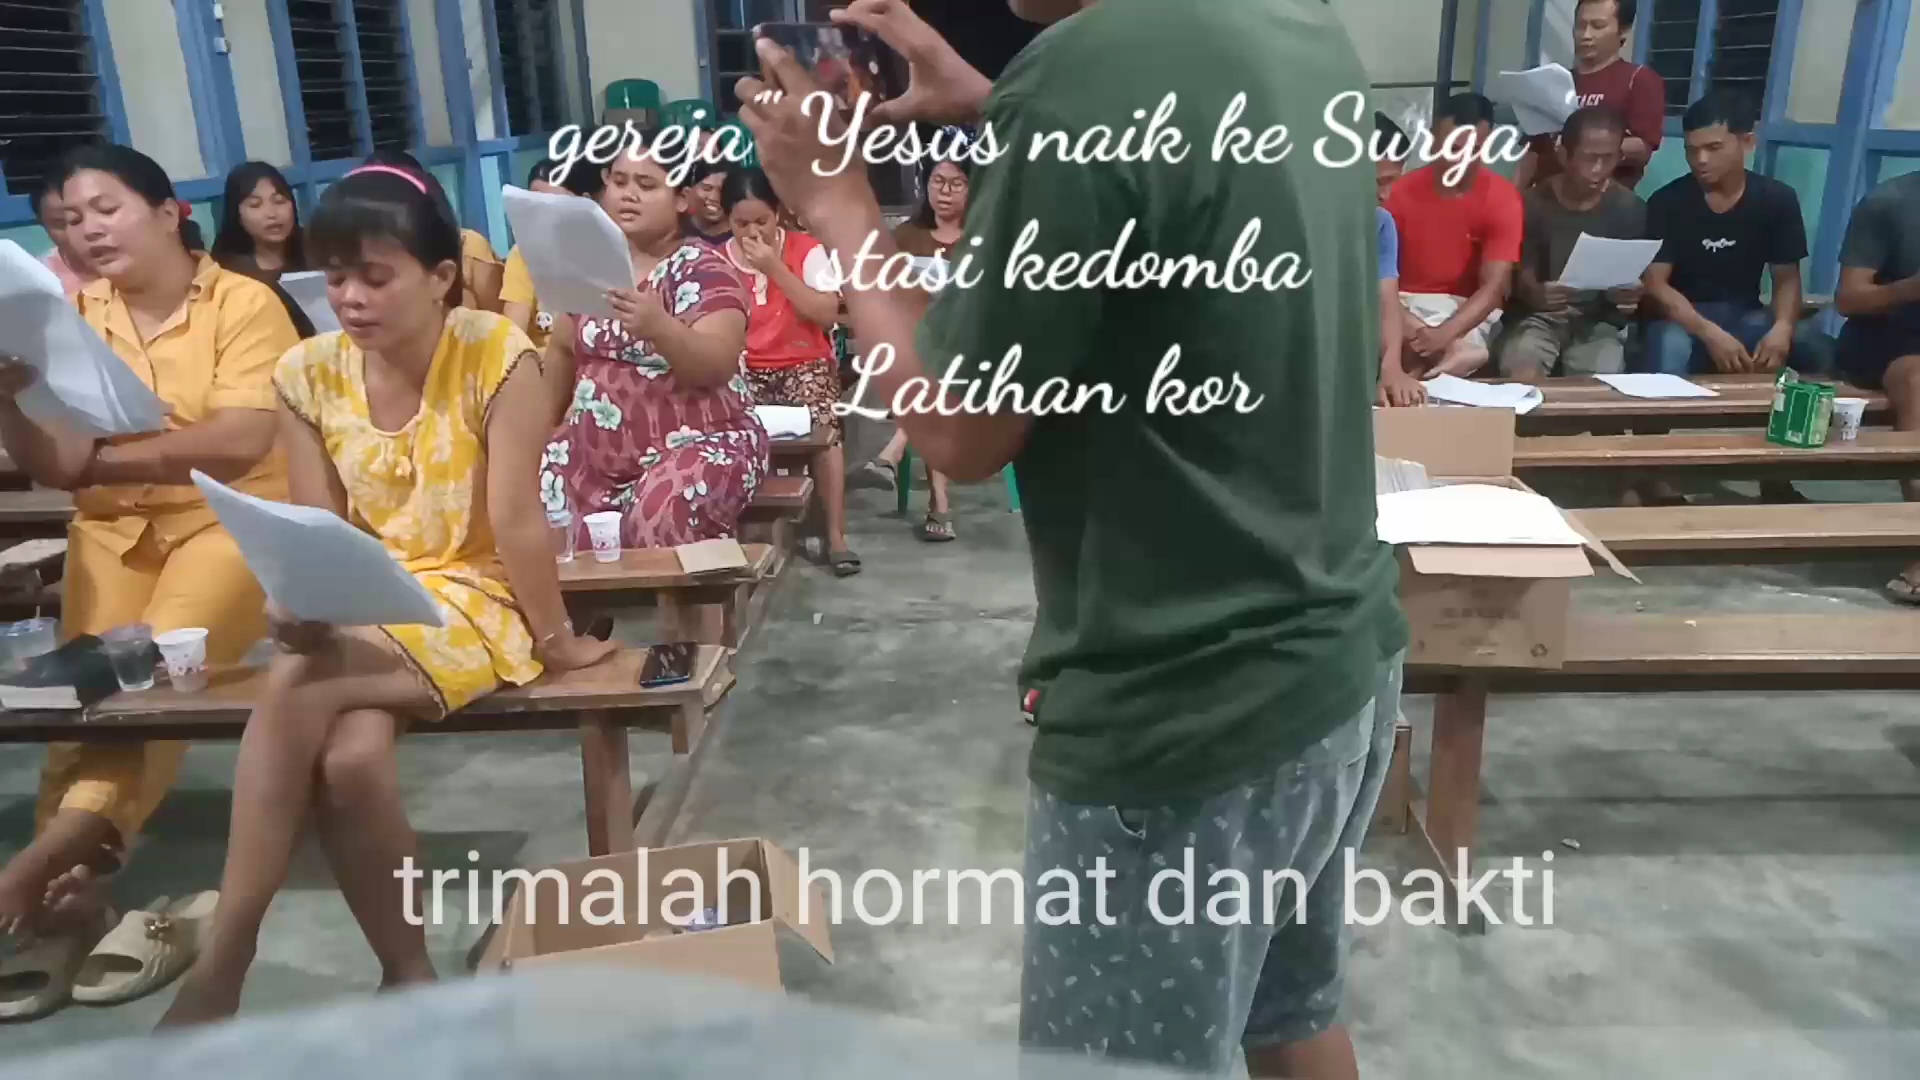 gereja "' Yesus naik ke Surga '
stasi kedomba
Latihan kor
trimalah hormat dan bakti